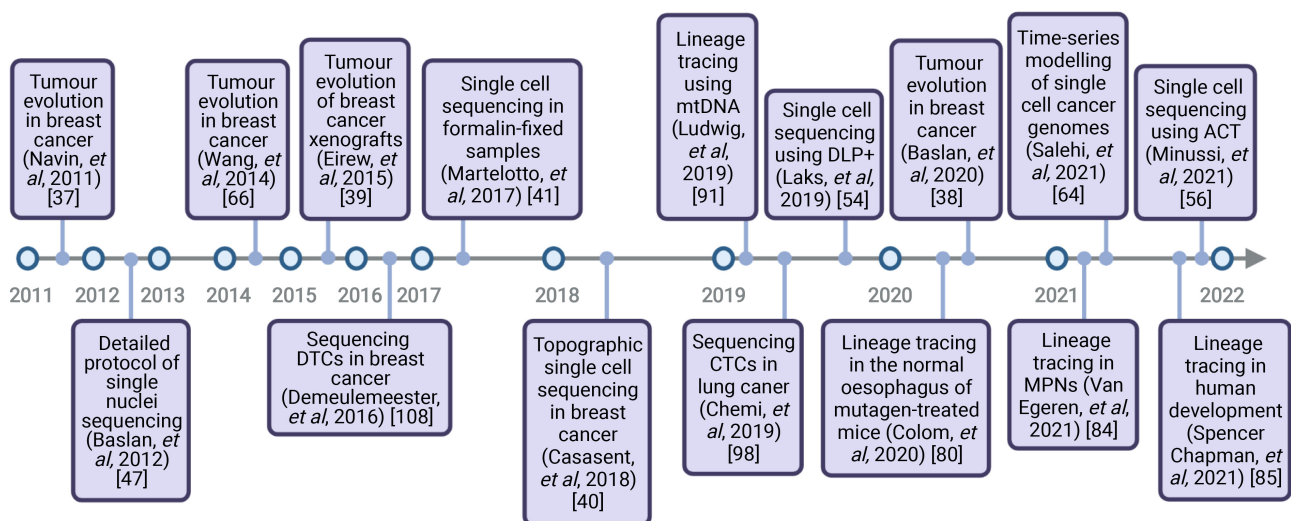 Tumour
evolution
in breast
cancer
(Navin, et
al, 2011)
[37]
Tumour
evolution
in breast
cancer
(Wang, et
al, 2014)
[66]
Tumour
evolution
of breast
cancer
xenografts
(Eirew, et
al, 2015)
[39]
Single cell
sequencing in
formalin-fixed
samples
(Martelotto, et
al, 2017) [41]
Lineage
tracing
using
mtDNA
(Ludwig,
et al,
2019)
[91]
Single cell
sequencing
using DLP+
(Laks, et al,
2019) [54]
Tumour
evolution
in breast
cancer
(Baslan, et
al, 2020)
[38]
Time-series
modelling
of single
cell cancer
genomes
(Salehi, et
al, 2021)
[64]
Single cell
sequencing
using ACT
(Minussi, et
al, 2021)
[56]
2011 2012 2013 2014 2015 2016 2017 2018 2019 2020 2021 2022
Detailed
protocol of
single
nuclei
sequencing
(Baslan, et
al, 2012)
[47]
Sequencing
DTCs in breast
cancer
(Demeulemeester,
et al, 2016) [108]
Topographic
single cell
sequencing
in breast
cancer
(Casasent,
et al, 2018)
[40]
Sequencing
CTCs in
lung caner
(Chemi, et
al, 2019)
[98]
Lineage tracing
in the normal
oesophagus of
mutagen-treated
mice (Colom, et
al, 2020) [80]
Lineage
tracing in
MPNs (Van
Egeren, et al,
2021) [84]
Lineage
tracing in
human
development
(Spencer
Chapman, et
al, 2021) [85]